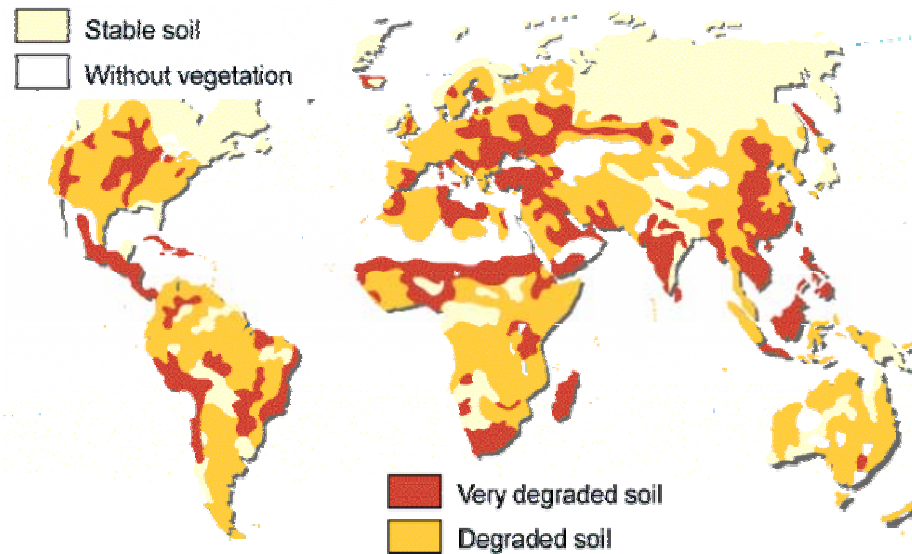 Stable soil
Without vegetation
Very degraded soil
Degraded soil